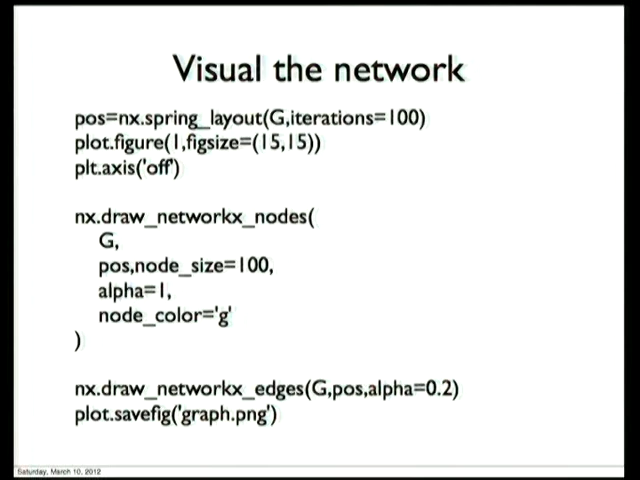 Visual the network
pos=nx.spring_layout(G,iterations=100)
plot.figure(1,figsize=(15,15))
plt.axis('off')
nx.draw_networkx_nodes(
G,
pos,node_size=100,
alpha=1,
node_color='g'
)
nx.draw_networkx_edges(G,pos,alpha=0.2)
plot.savefig('graph.png')
Saturday, March 10, 2012